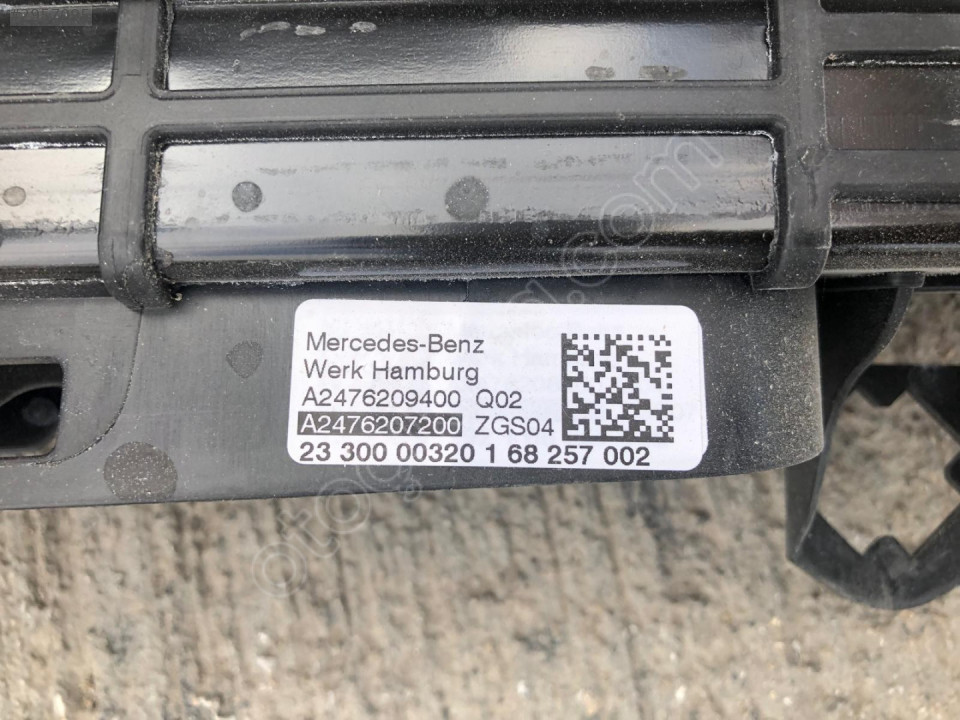 Mercedes-Benz
Werk Hamburg
A2476209400 Q02
A2476207200 ZGS04
23 300 00320 1 68 257 002